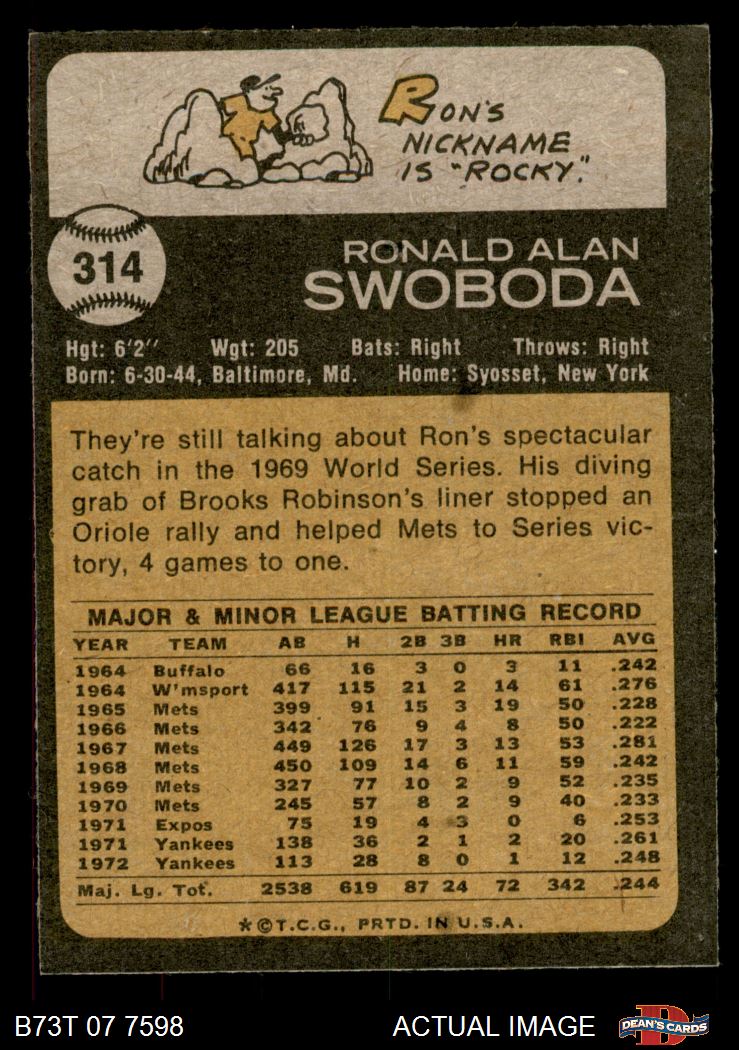 RON'S
NICKNAME
IS "ROCKY."
314
RONALD ALAN
SWOBODA
Hgt: 6'2" Wgt: 205 Bats: Right Throws: Right
Born: 6-30-44, Baltimore, Md. Home: Syosset, New York
They're still talking about Ron's spectacular
catch in the 1969 World Series. His diving
grab of Brooks Robinson's liner stopped an
Oriole rally and helped Mets to Series vic-
tory, 4 games to one.
MAJOR & MINOR LEAGUE BATTING RECORD
YEAR TEAM AB H 2B 3B HR RBI AVG
1964 Buffalo 66 16 3 0 3 11 .242
1964 W'msport 417 115 21 2 14 61 .276
1965 Mets 399 91 15 3 19 50 .228
1966 Mets 342 76 9 4 8 50 .222
1967 Mets 449 126 17 3 13 53 .281
1968 Mets 450 109 14 6 11 59 .242
1969 Mets 327 77 10 2 9 52 .235
1970 Mets 245 57 8 2 9 40 .233
1971 Expos 75 19 4 3 0 6 .253
1971 Yankees 138 36 2 1 2 20 .261
1972 Yankees 113 28 8 0 1 12 .248
Maj. Lg. Tot. 2538 619 87 24 72 342 .244
*©T.C.G., PRTD. IN U.S.A.
B73T 07 7598 ACTUAL IMAGE
D
DEAN'S CARDS